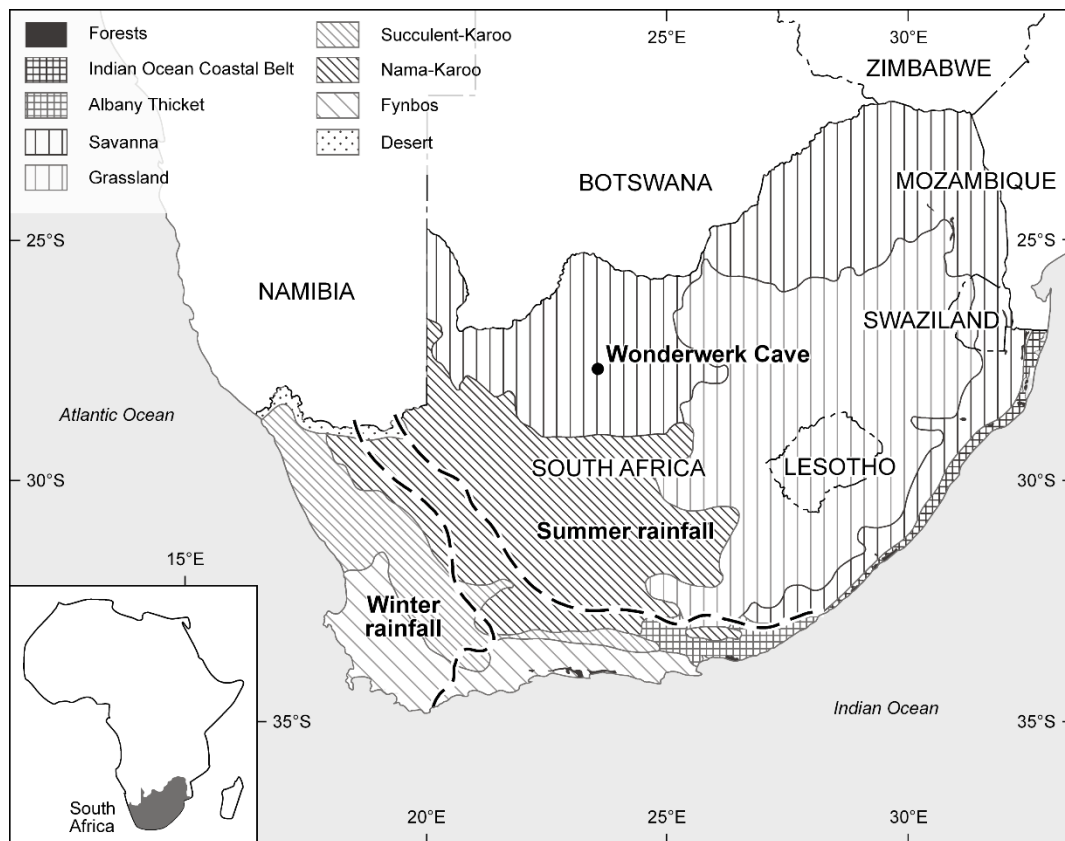 Forests
Indian Ocean Coastal Belt
Albany Thicket
Savanna
Grassland
Succulent-Karoo
Nama-Karoo
Fynbos
Desert
25°E
30°E
ZIMBABWE
BOTSWANA
MOZAMBIQUE
25°S
25°S
NAMIBIA
SWAZILAND
Wonderwerk Cave
Atlantic Ocean
SOUTH AFRICA
LESOTHO
30°S
30°S
Summer rainfall
15°E
Winter
rainfall
Indian Ocean
35°S
35°S
South
Africa
20°E
25°E
30°E